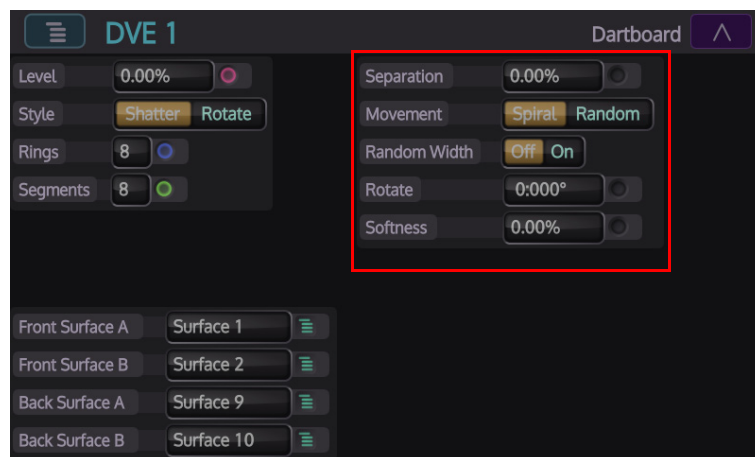 DVE 1
Dartboard
Level 0.00%
Style Shatter Rotate
Rings 8
Segments 8
Separation 0.00%
Movement Spiral Random
Random Width Off On
Rotate 0:000°
Softness 0.00%
Front Surface A Surface 1
Front Surface B Surface 2
Back Surface A Surface 9
Back Surface B Surface 10